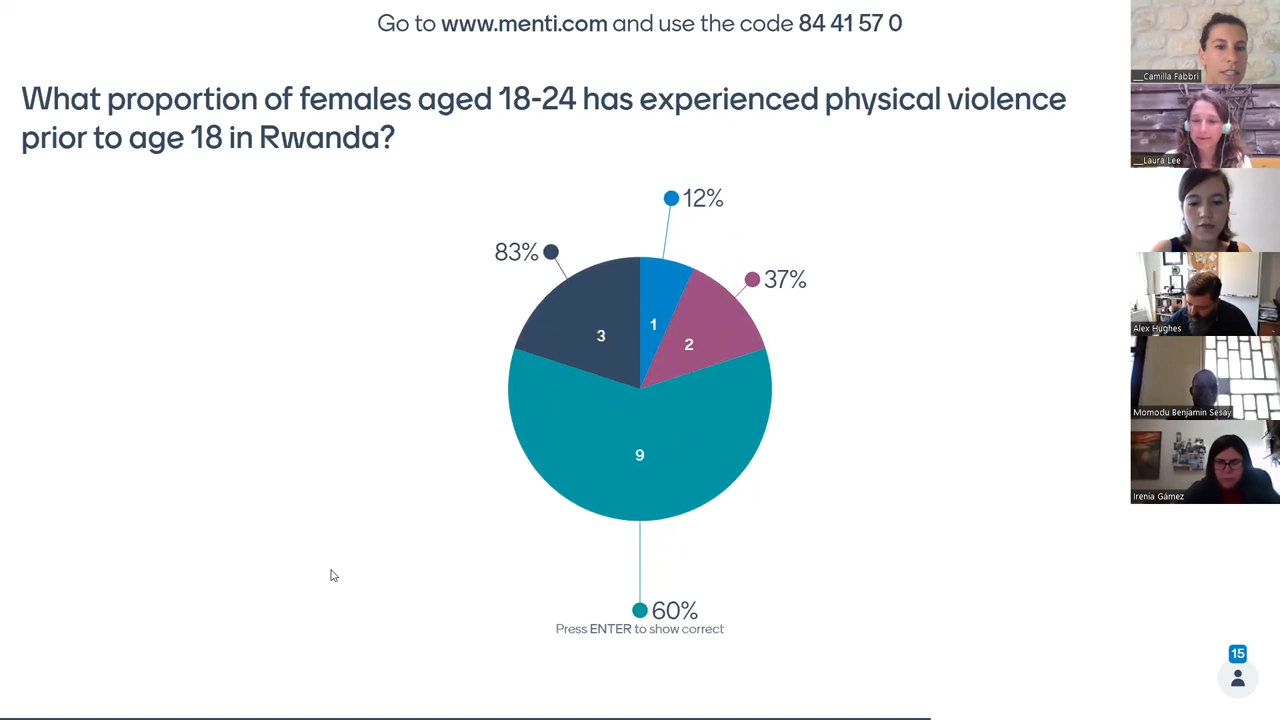 Go to www.menti.com and use the code 84 41 57 0
What proportion of females aged 18-24 has experienced physical violence
prior to age 18 in Rwanda?
12%
83%
37%
1
3
2
9
60%
Press ENTER to show correct
15
__Camilla Fabbri
__Laura Lee
Alex Hughes
Momodu Benjamin Sesay
Irenia Gámez